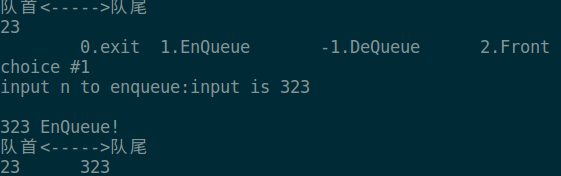 队首<----->队尾
23
0.exit 1.EnQueue -1.DeQueue 2.Front
choice #1
input n to enqueue:input is 323
323 EnQueue!
队首<----->队尾
23 323